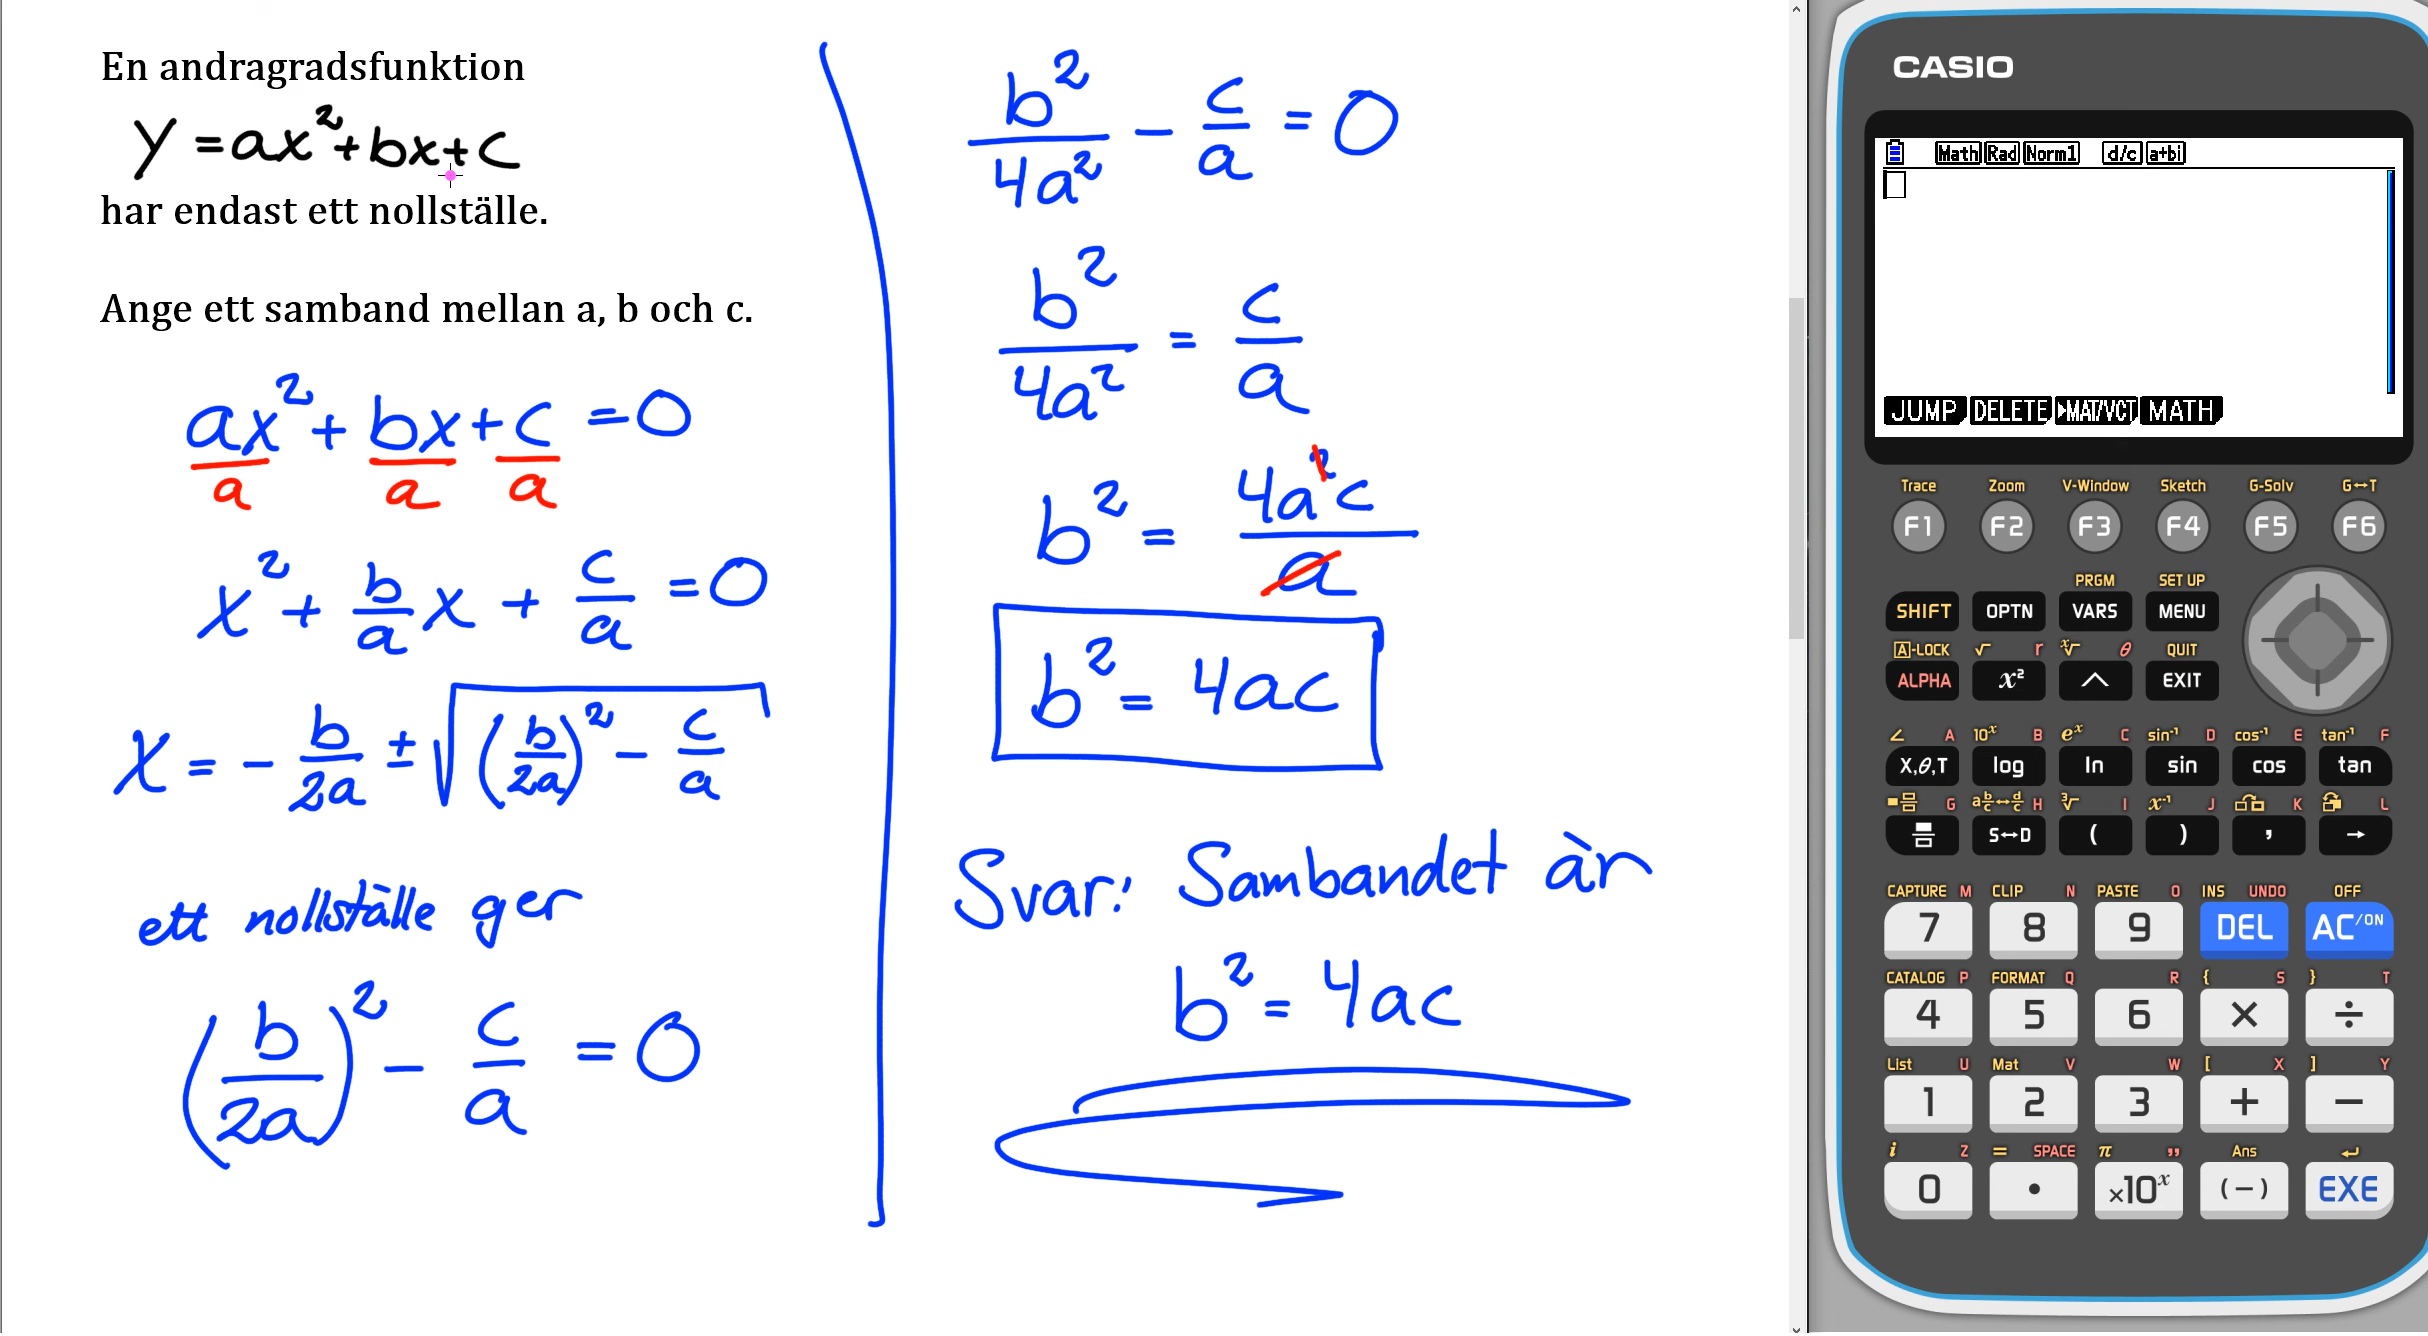 En andragradsfunktion
y = ax² + bx + c
har endast ett nollställe.
Ange ett samband mellan a, b och c.
ax²/a + bx/a + c/a = 0
x² + b/a x + c/a = 0
x = - b/2a ± √((b/2a)² - c/a)
ett nollställe ger
(b/2a)² - c/a = 0
b²/4a² - c/a = 0
b²/4a² = c/a
b² = 4a²c/a
b² = 4ac
Svar: Sambandet är
b² = 4ac
CASIO
Math Rad Norm1 d/c a+bi
JUMP DELETE ▶MAT/VCT MATH
Trace Zoom V-Window Sketch G-Solv G↔T
F1 F2 F3 F4 F5 F6
PRGM SET UP
SHIFT OPTN VARS MENU
A-LOCK √ r ˣ√ θ QUIT
ALPHA x² ^ EXIT
∠ A 10ˣ B eˣ C sin⁻¹ D cos⁻¹ E tan⁻¹ F
X,θ,T log ln sin cos tan
G a b/c↔d/c H ³√ I x⁻¹ J K L
S↔D ( ) , →
CAPTURE M CLIP N PASTE O INS UNDO OFF
7 8 9 DEL AC/ON
CATALOG P FORMAT Q R { S } T
4 5 6 × ÷
List U Mat V W [ X ] Y
1 2 3 + −
i Z = SPACE π " Ans ↵
0 • ×10ˣ (−) EXE